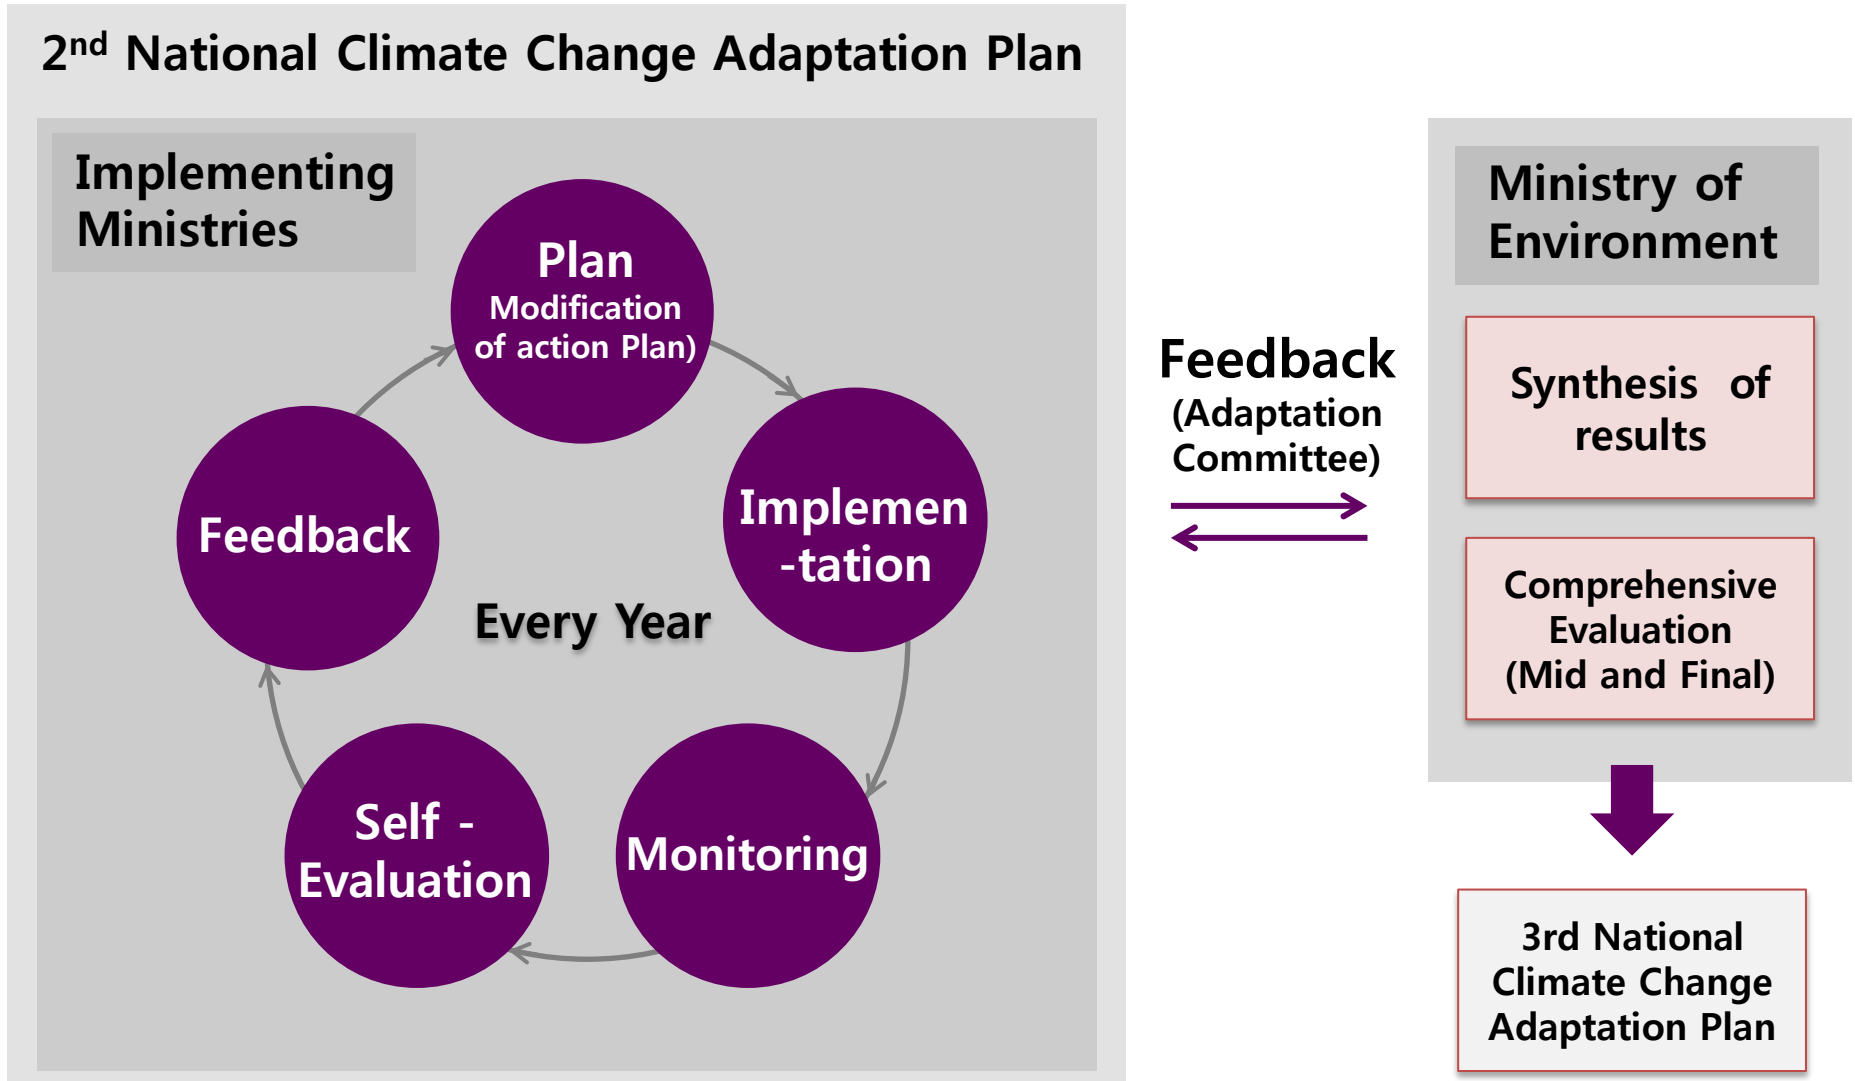 2nd National Climate Change Adaptation Plan
Implementing
Ministries
Plan
Modification
of action Plan)
Implemen
-tation
Monitoring
Self -
Evaluation
Feedback
Every Year
Feedback
(Adaptation
Committee)
Ministry of
Environment
Synthesis of
results
Comprehensive
Evaluation
(Mid and Final)
3rd National
Climate Change
Adaptation Plan